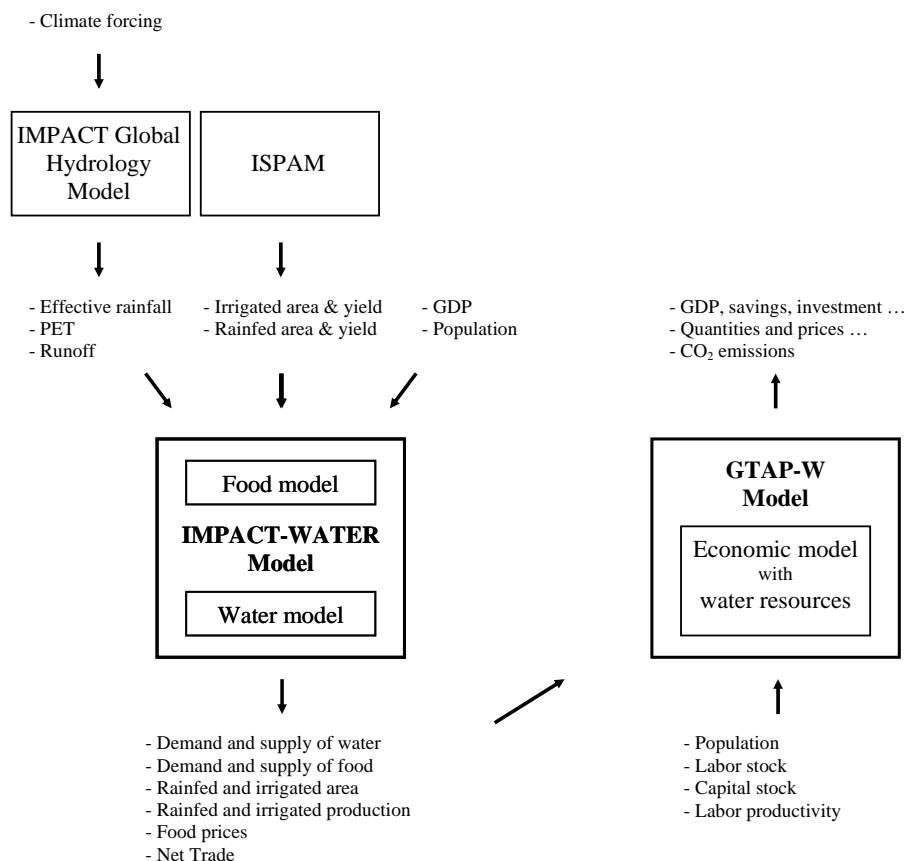 - Climate forcing
IMPACT Global
Hydrology
Model
ISPAM
- Effective rainfall
- PET
- Runoff
- Irrigated area & yield
- Rainfed area & yield
- GDP
- Population
- GDP, savings, investment …
- Quantities and prices …
- CO₂ emissions
Food model
IMPACT-WATER
Model
Water model
GTAP-W
Model
Economic model
with
water resources
- Demand and supply of water
- Demand and supply of food
- Rainfed and irrigated area
- Rainfed and irrigated production
- Food prices
- Net Trade
- Population
- Labor stock
- Capital stock
- Labor productivity